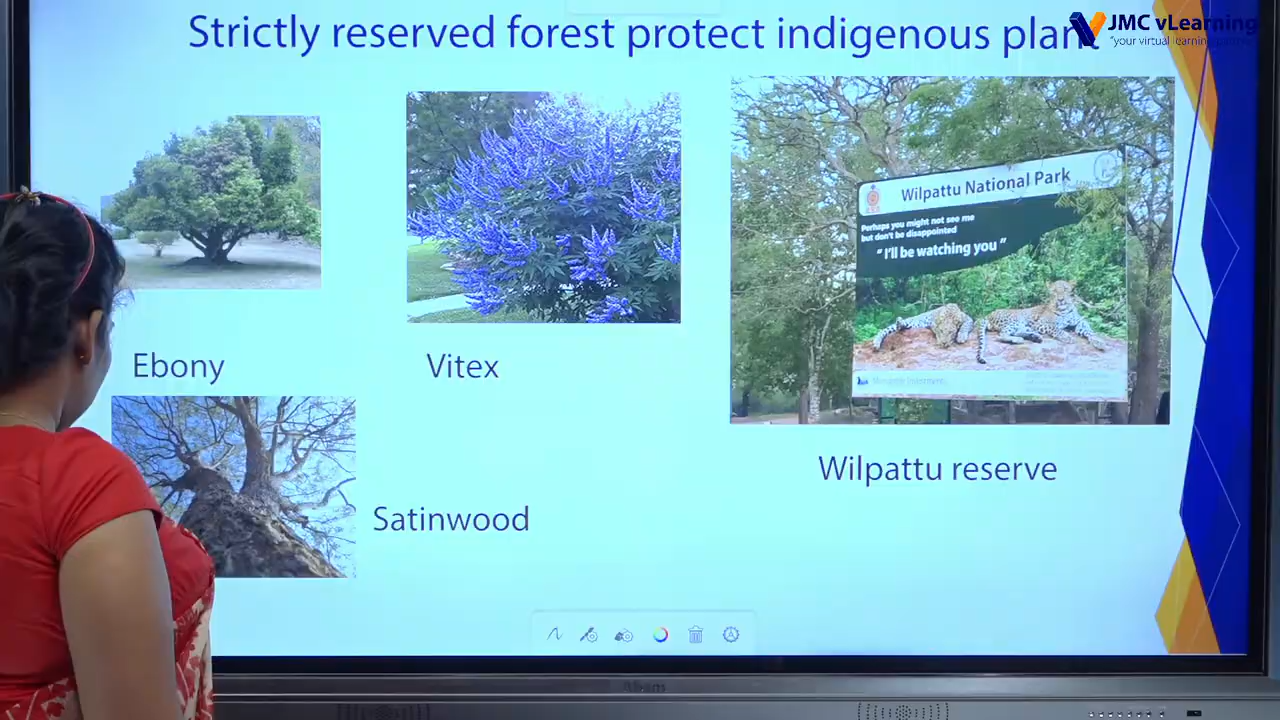 Strictly reserved forest protect indigenous plant
JMC vLearning
"your virtual learning
Wilpattu National Park
Perhaps you might not see me
but don't be disappointed
" I'll be watching you "
Ebony
Vitex
Wilpattu reserve
Satinwood